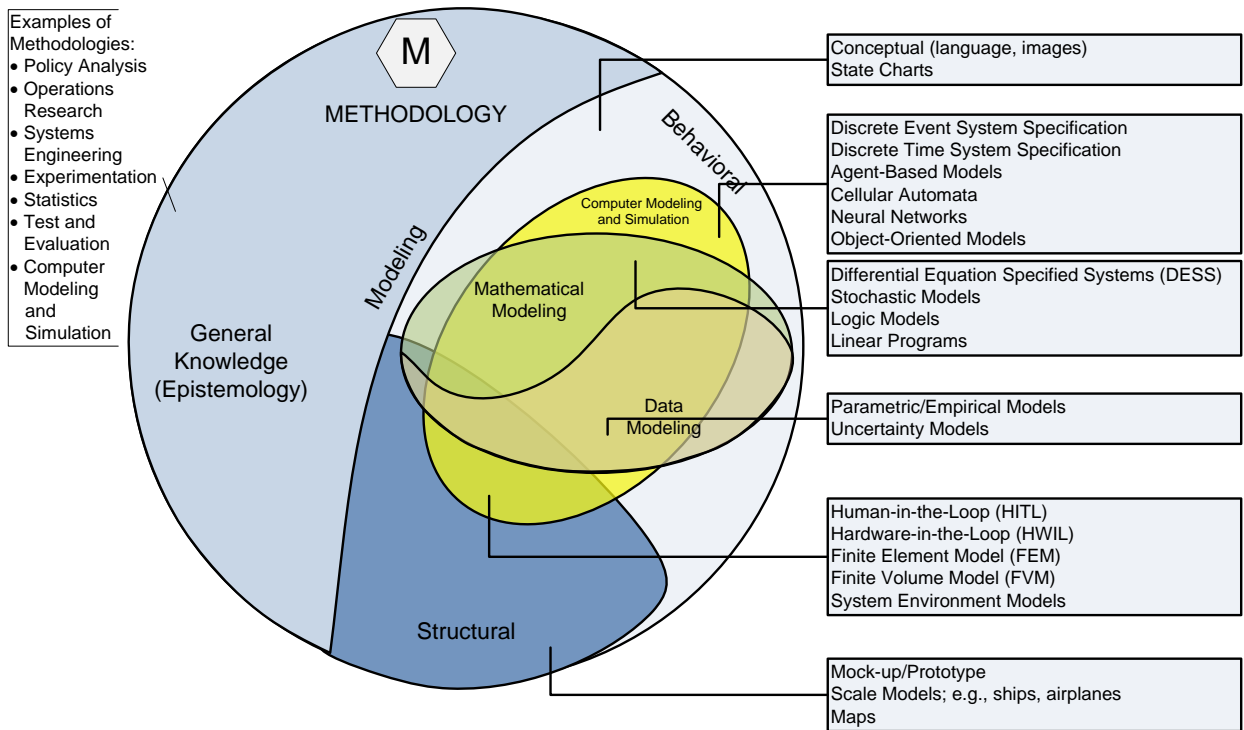 Examples of
Methodologies:
• Policy Analysis
• Operations
Research
• Systems
Engineering
• Experimentation
• Statistics
• Test and
Evaluation
• Computer
Modeling
and
Simulation
M
METHODOLOGY
General
Knowledge
(Epistemology)
Modeling
Behavioral
Computer Modeling
and Simulation
Mathematical
Modeling
Data
Modeling
Structural
Conceptual (language, images)
State Charts
Discrete Event System Specification
Discrete Time System Specification
Agent-Based Models
Cellular Automata
Neural Networks
Object-Oriented Models
Differential Equation Specified Systems (DESS)
Stochastic Models
Logic Models
Linear Programs
Parametric/Empirical Models
Uncertainty Models
Human-in-the-Loop (HITL)
Hardware-in-the-Loop (HWIL)
Finite Element Model (FEM)
Finite Volume Model (FVM)
System Environment Models
Mock-up/Prototype
Scale Models; e.g., ships, airplanes
Maps